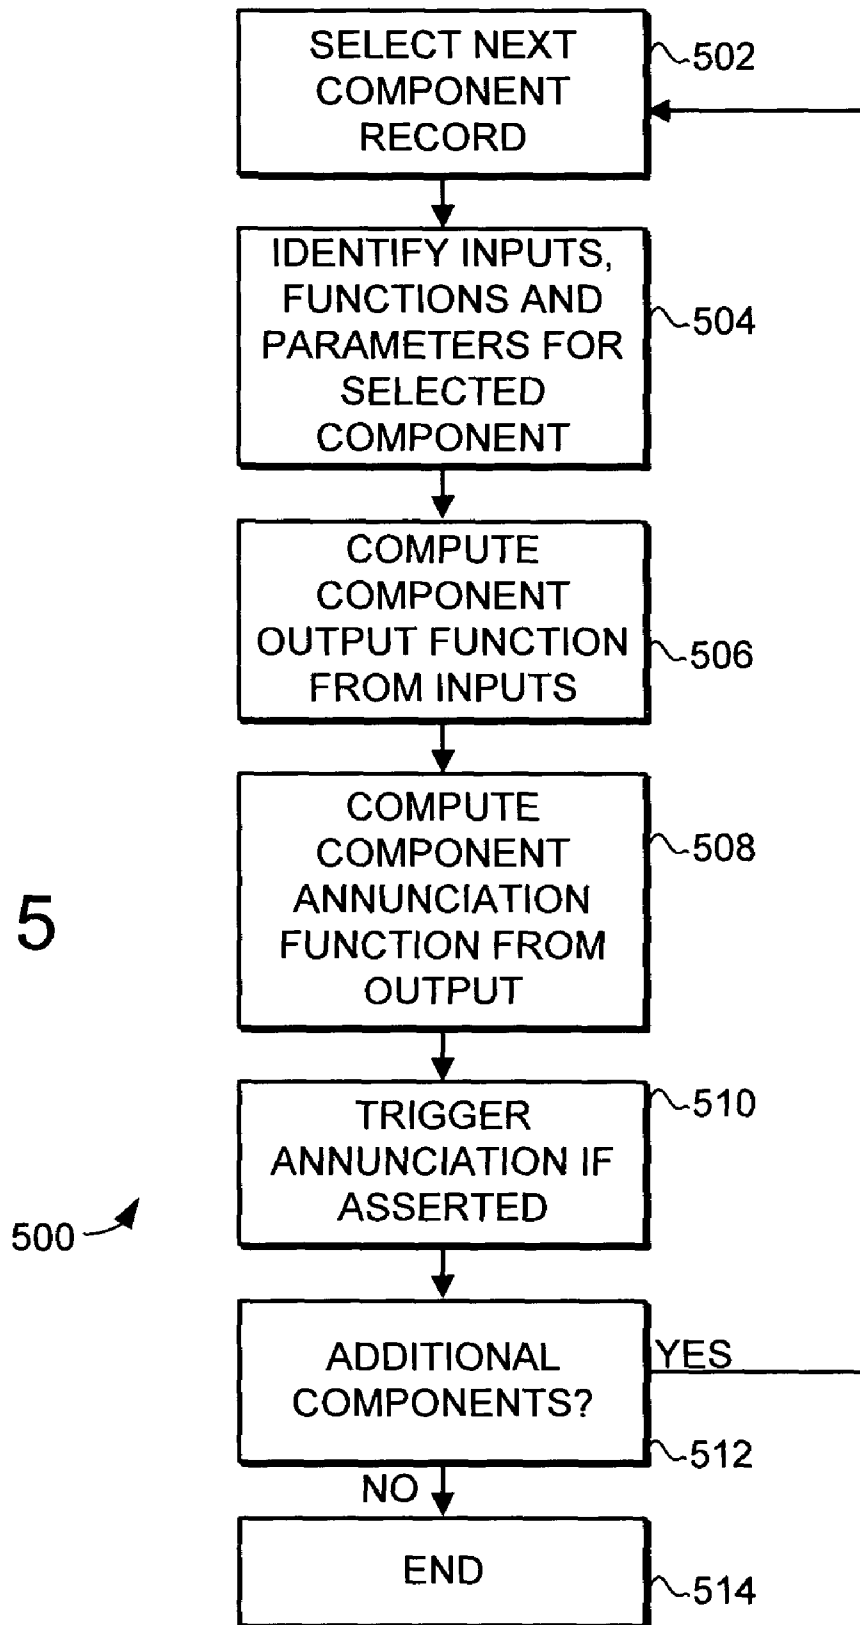 SELECT NEXT
COMPONENT
RECORD
502
IDENTIFY INPUTS,
FUNCTIONS AND
PARAMETERS FOR
SELECTED
COMPONENT
504
COMPUTE
COMPONENT
OUTPUT FUNCTION
FROM INPUTS
506
COMPUTE
COMPONENT
ANNUNCIATION
FUNCTION FROM
OUTPUT
508
5
TRIGGER
ANNUNCIATION IF
ASSERTED
510
500
ADDITIONAL
COMPONENTS?
YES
512
NO
END
514